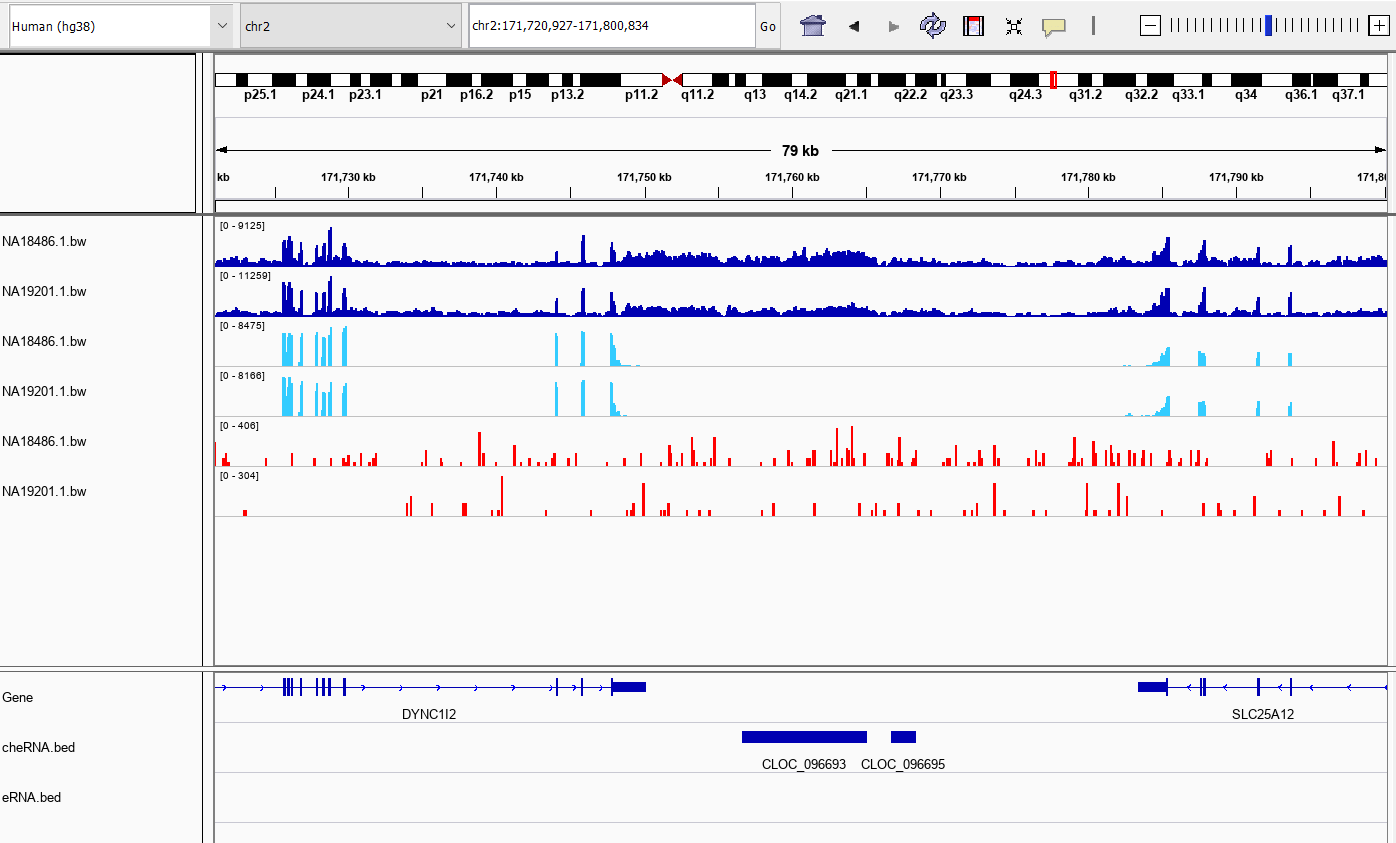 Human (hg38) chr2 chr2:171,720,927-171,800,834 Go
p25.1 p24.1 p23.1 p21 p16.2 p15 p13.2 p11.2 q11.2 q13 q14.2 q21.1 q22.2 q23.3 q24.3 q31.2 q32.2 q33.1 q34 q36.1 q37.1
79 kb
kb 171,730 kb 171,740 kb 171,750 kb 171,760 kb 171,770 kb 171,780 kb 171,790 kb 171,80
[0 - 9125]
NA18486.1.bw
[0 - 11259]
NA19201.1.bw
[0 - 8475]
NA18486.1.bw
[0 - 8166]
NA19201.1.bw
[0 - 406]
NA18486.1.bw
[0 - 304]
NA19201.1.bw
Gene
DYNC1I2 SLC25A12
cheRNA.bed
CLOC_096693 CLOC_096695
eRNA.bed